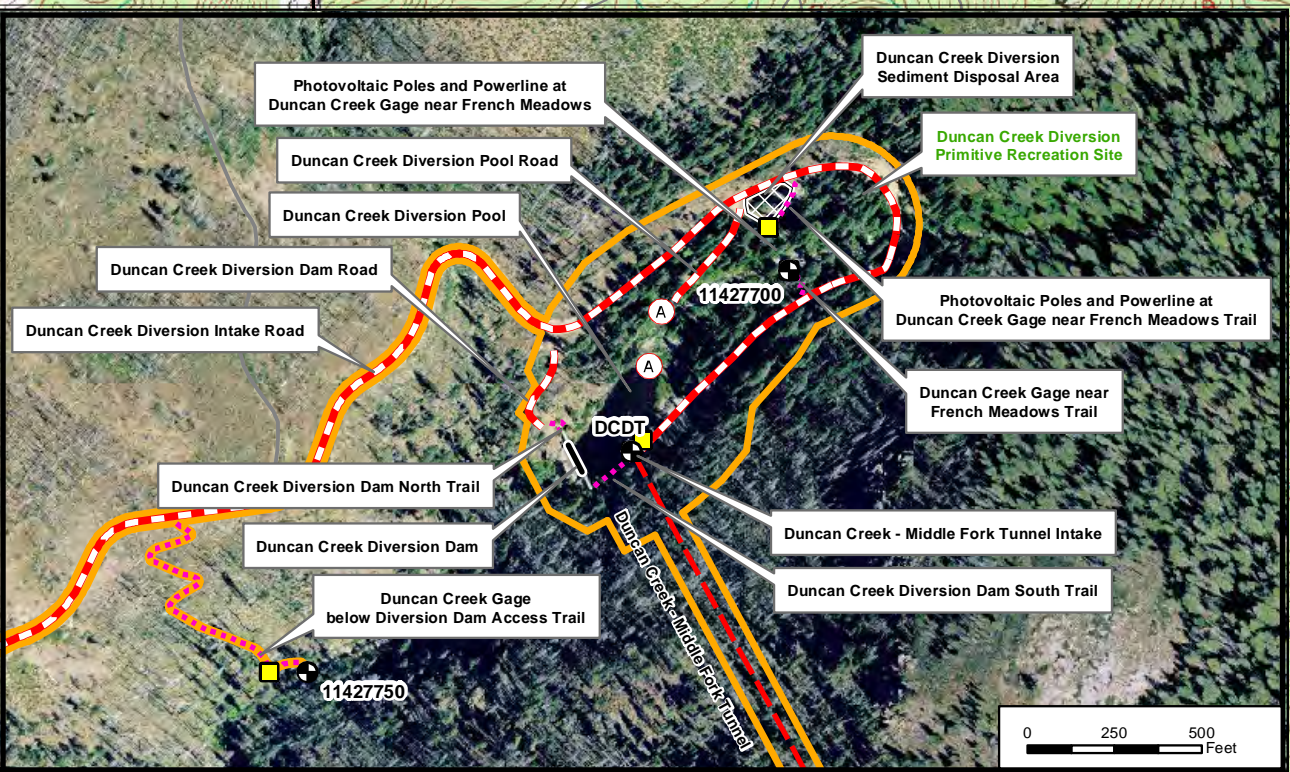 Duncan Creek Diversion
Sediment Disposal Area
Photovoltaic Poles and Powerline at
Duncan Creek Gage near French Meadows
Duncan Creek Diversion
Primitive Recreation Site
Duncan Creek Diversion Pool Road
Duncan Creek Diversion Pool
Duncan Creek Diversion Dam Road
11427700
Photovoltaic Poles and Powerline at
Duncan Creek Gage near French Meadows Trail
A
Duncan Creek Diversion Intake Road
A
Duncan Creek Gage near
French Meadows Trail
DCDT
Duncan Creek Diversion Dam North Trail
Duncan Creek Diversion Dam
Duncan Creek - Middle Fork Tunnel Intake
Duncan Creek Diversion Dam South Trail
Duncan Creek - Middle Fork Tunnel
Duncan Creek Gage
below Diversion Dam Access Trail
11427750
0 250 500
Feet